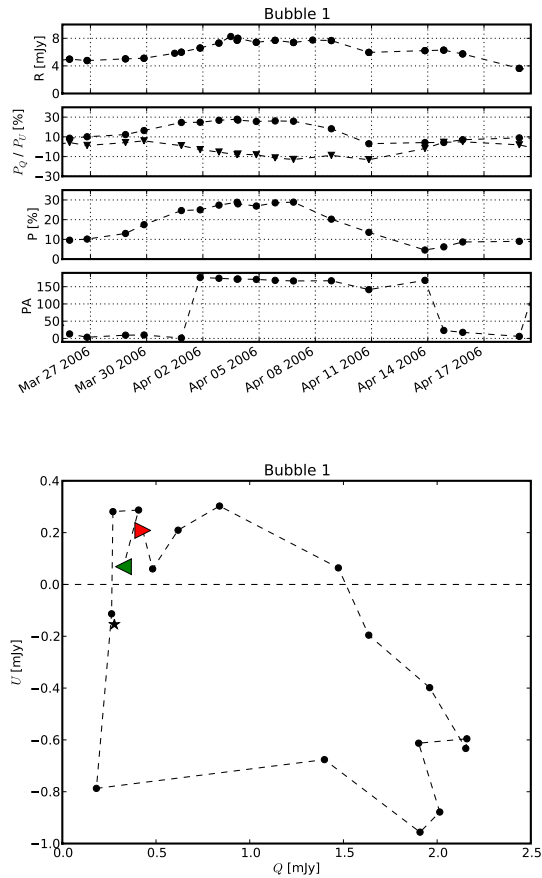 Bubble 1
R [mJy]
8
4
0
P_Q / P_U [%]
30
10
−10
−30
P [%]
30
20
10
0
PA
150
100
50
0
Mar 27 2006
Mar 30 2006
Apr 02 2006
Apr 05 2006
Apr 08 2006
Apr 11 2006
Apr 14 2006
Apr 17 2006
Bubble 1
U [mJy]
0.4
0.2
0.0
−0.2
−0.4
−0.6
−0.8
−1.0
0.0 0.5 1.0 1.5 2.0 2.5
Q [mJy]